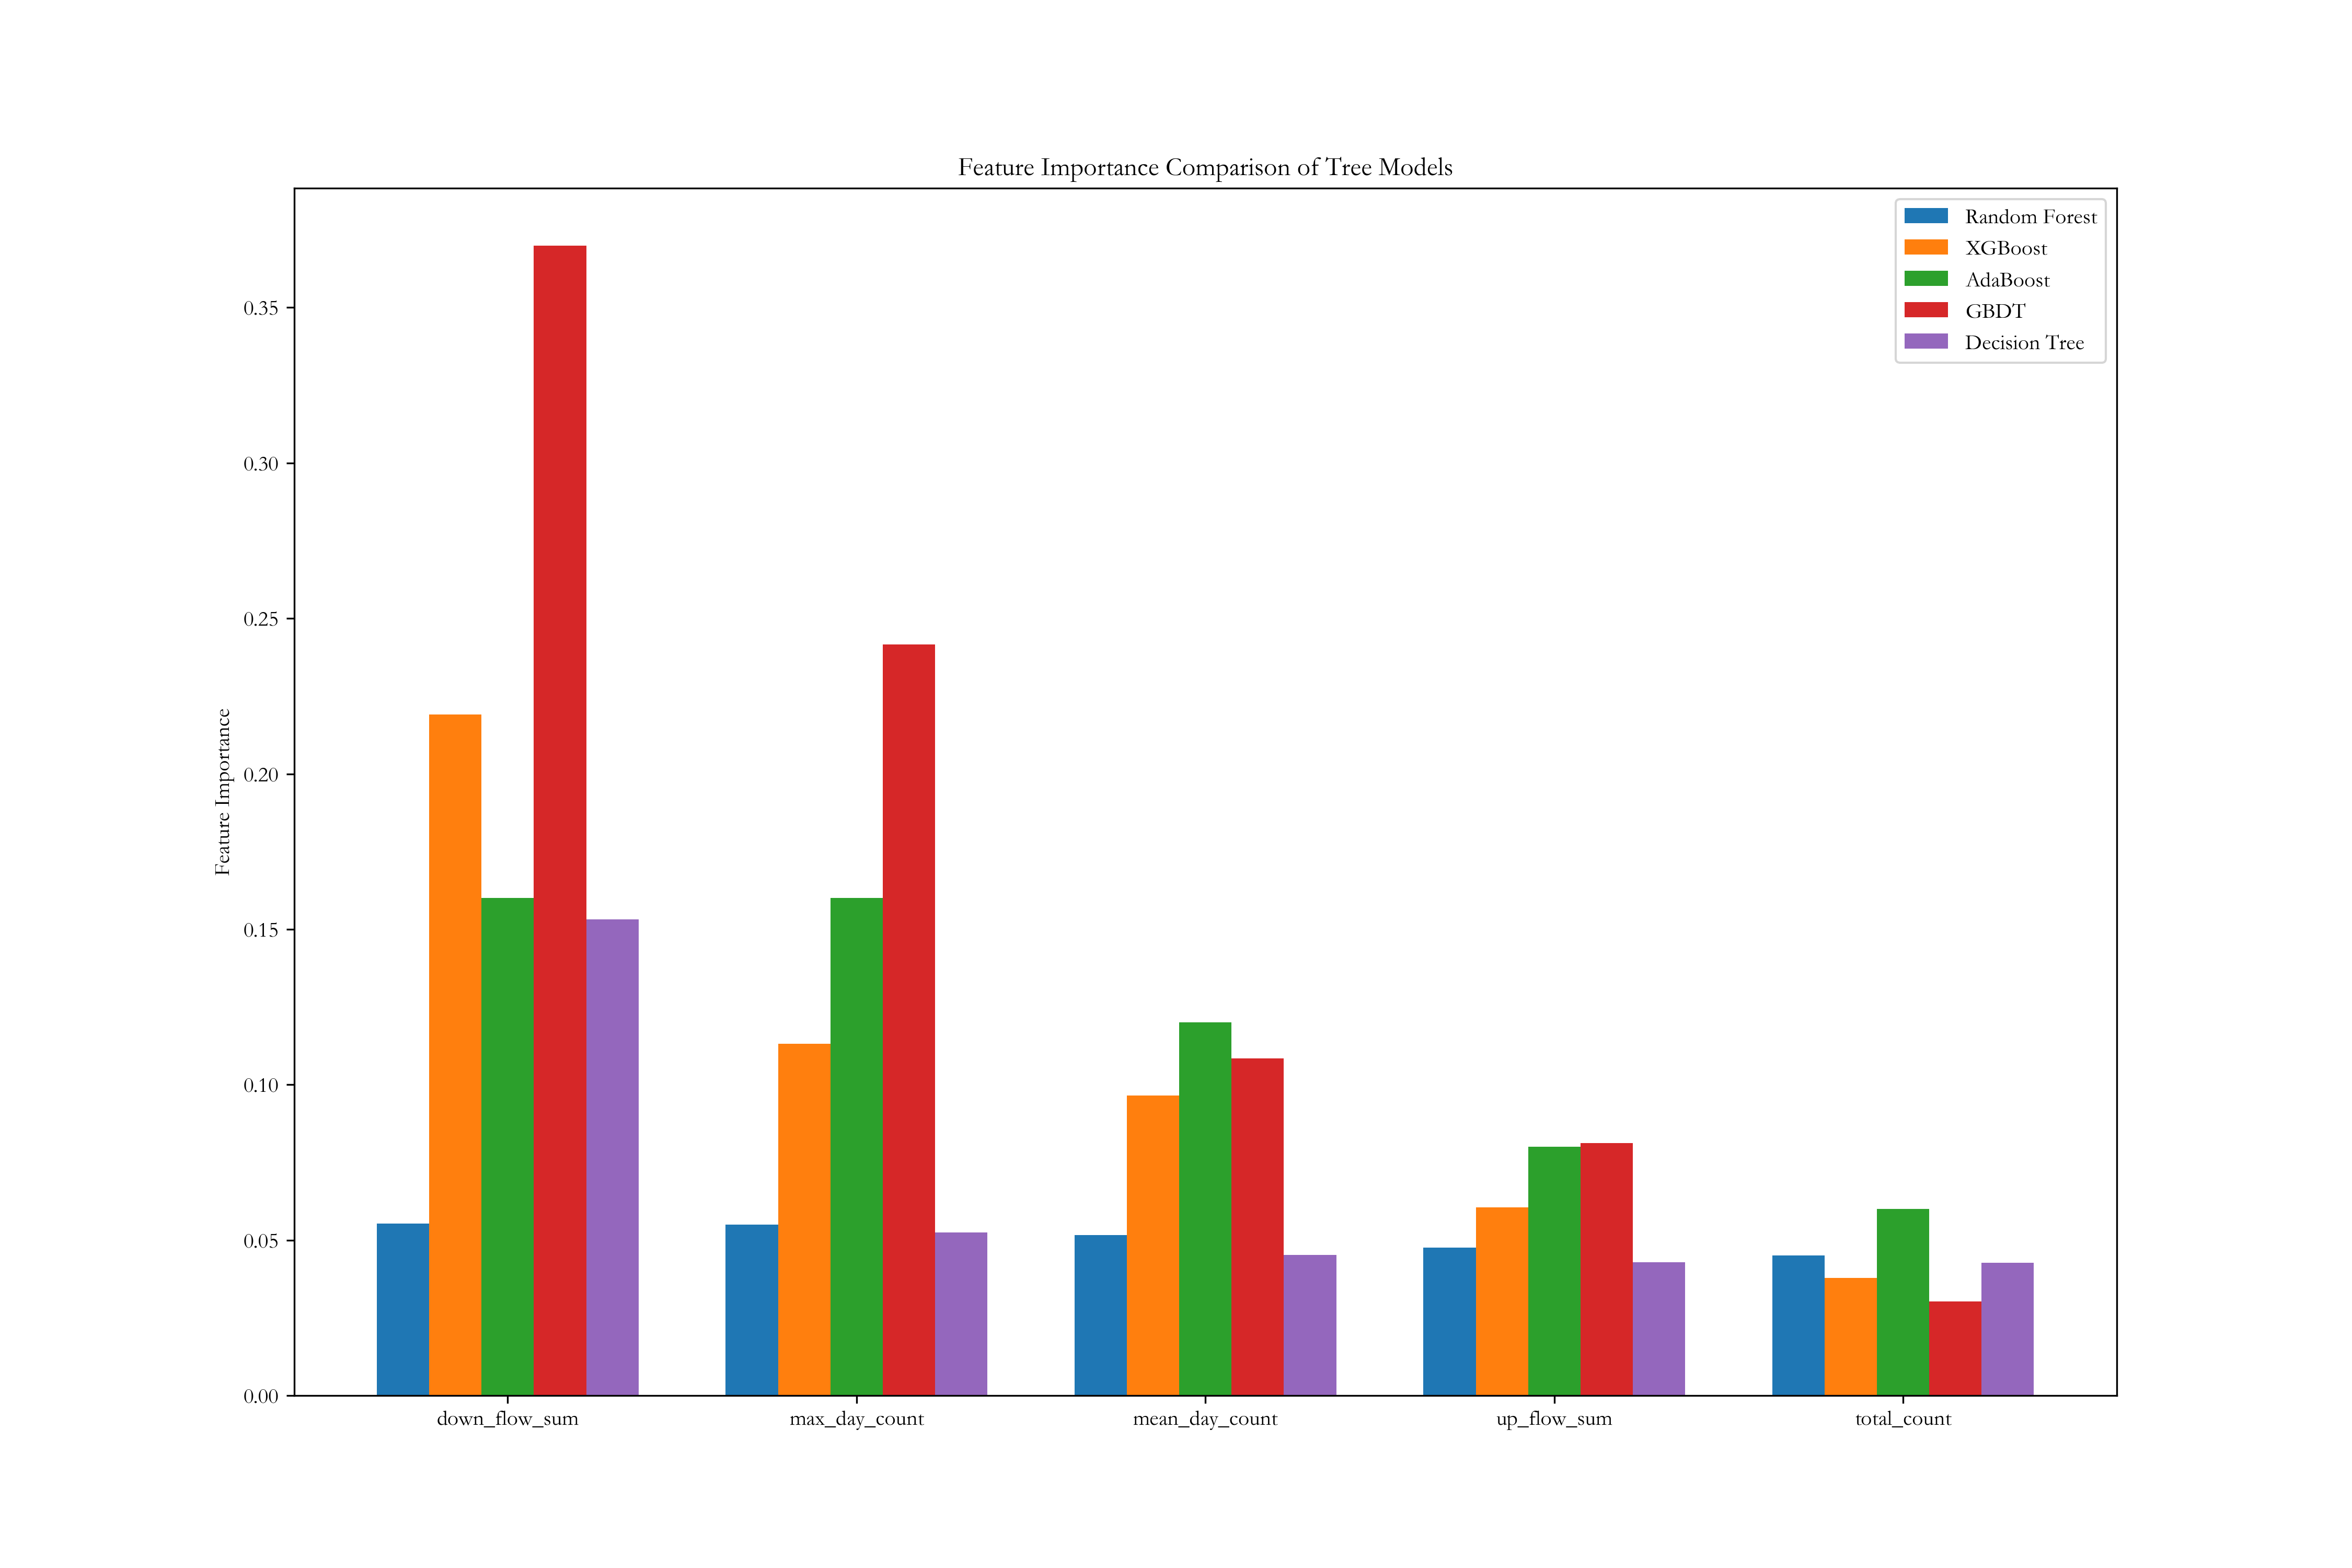 Feature Importance Comparison of Tree Models
Random Forest
XGBoost
AdaBoost
GBDT
Decision Tree
Feature Importance
0.35
0.30
0.25
0.20
0.15
0.10
0.05
0.00
down_flow_sum
max_day_count
mean_day_count
up_flow_sum
total_count